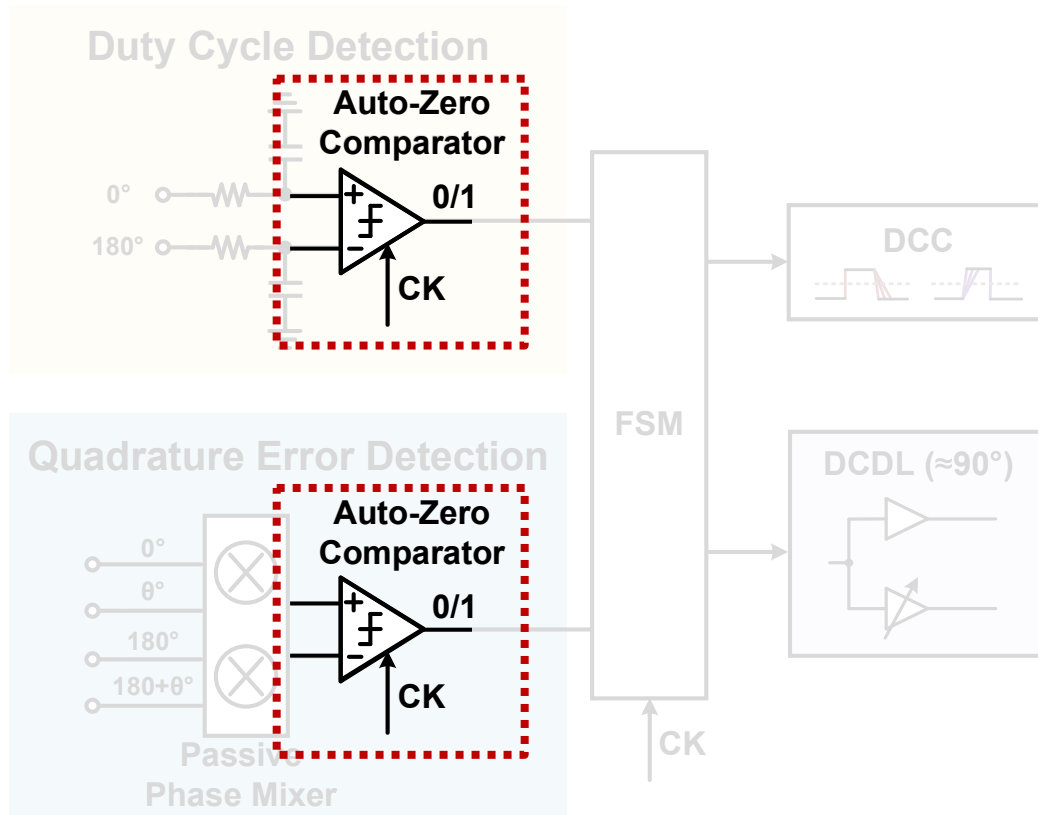 Duty Cycle Detection
Auto-Zero
Comparator
0°
180°
+
−
0/1
CK
Quadrature Error Detection
Auto-Zero
Comparator
0°
θ°
180°
180+θ°
+
−
0/1
CK
Passive
Phase Mixer
FSM
CK
DCC
DCDL (≈90°)